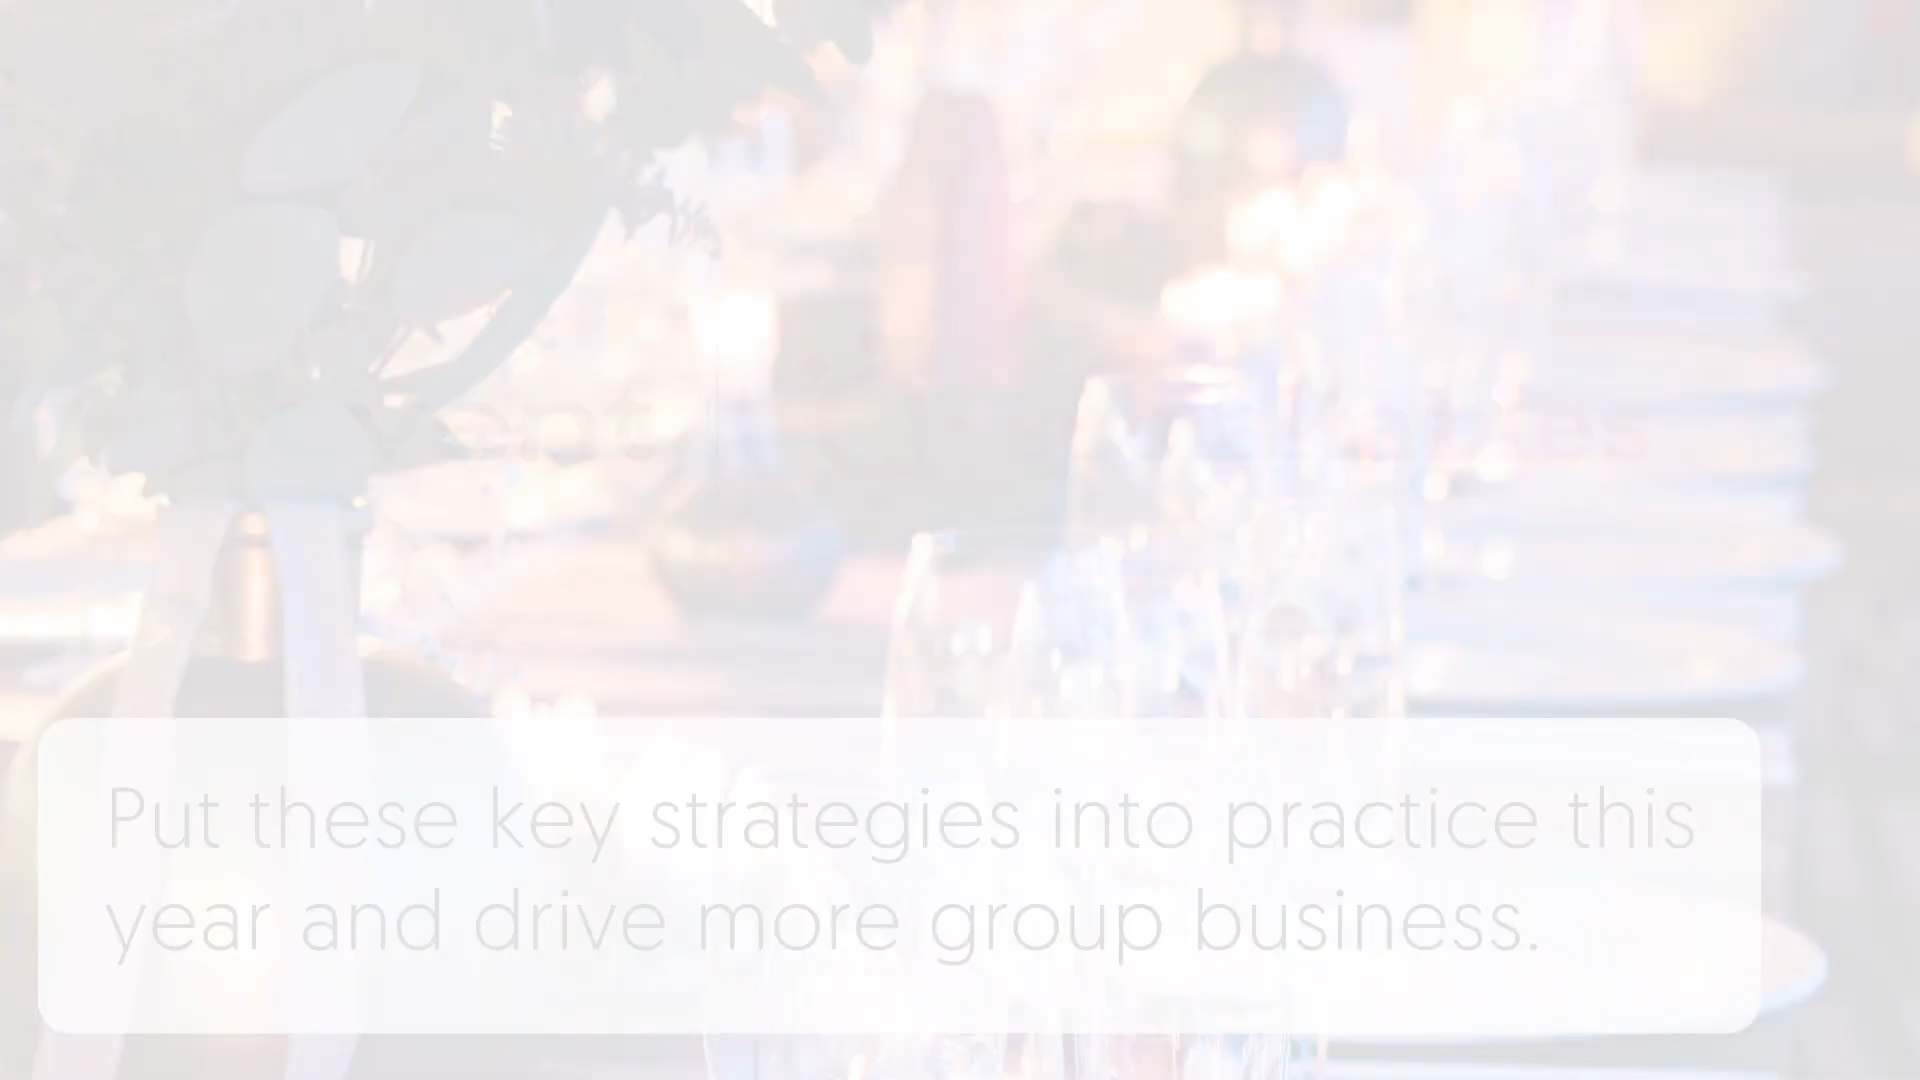 Put these key strategies into practice this
year and drive more group business.